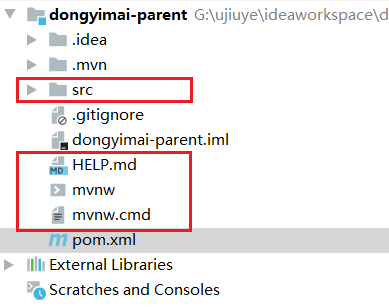 dongyimai-parent G:\ujiuye\ideaworkspace\d
.idea
.mvn
src
.gitignore
dongyimai-parent.iml
MD HELP.md
mvnw
mvnw.cmd
m pom.xml
External Libraries
Scratches and Consoles